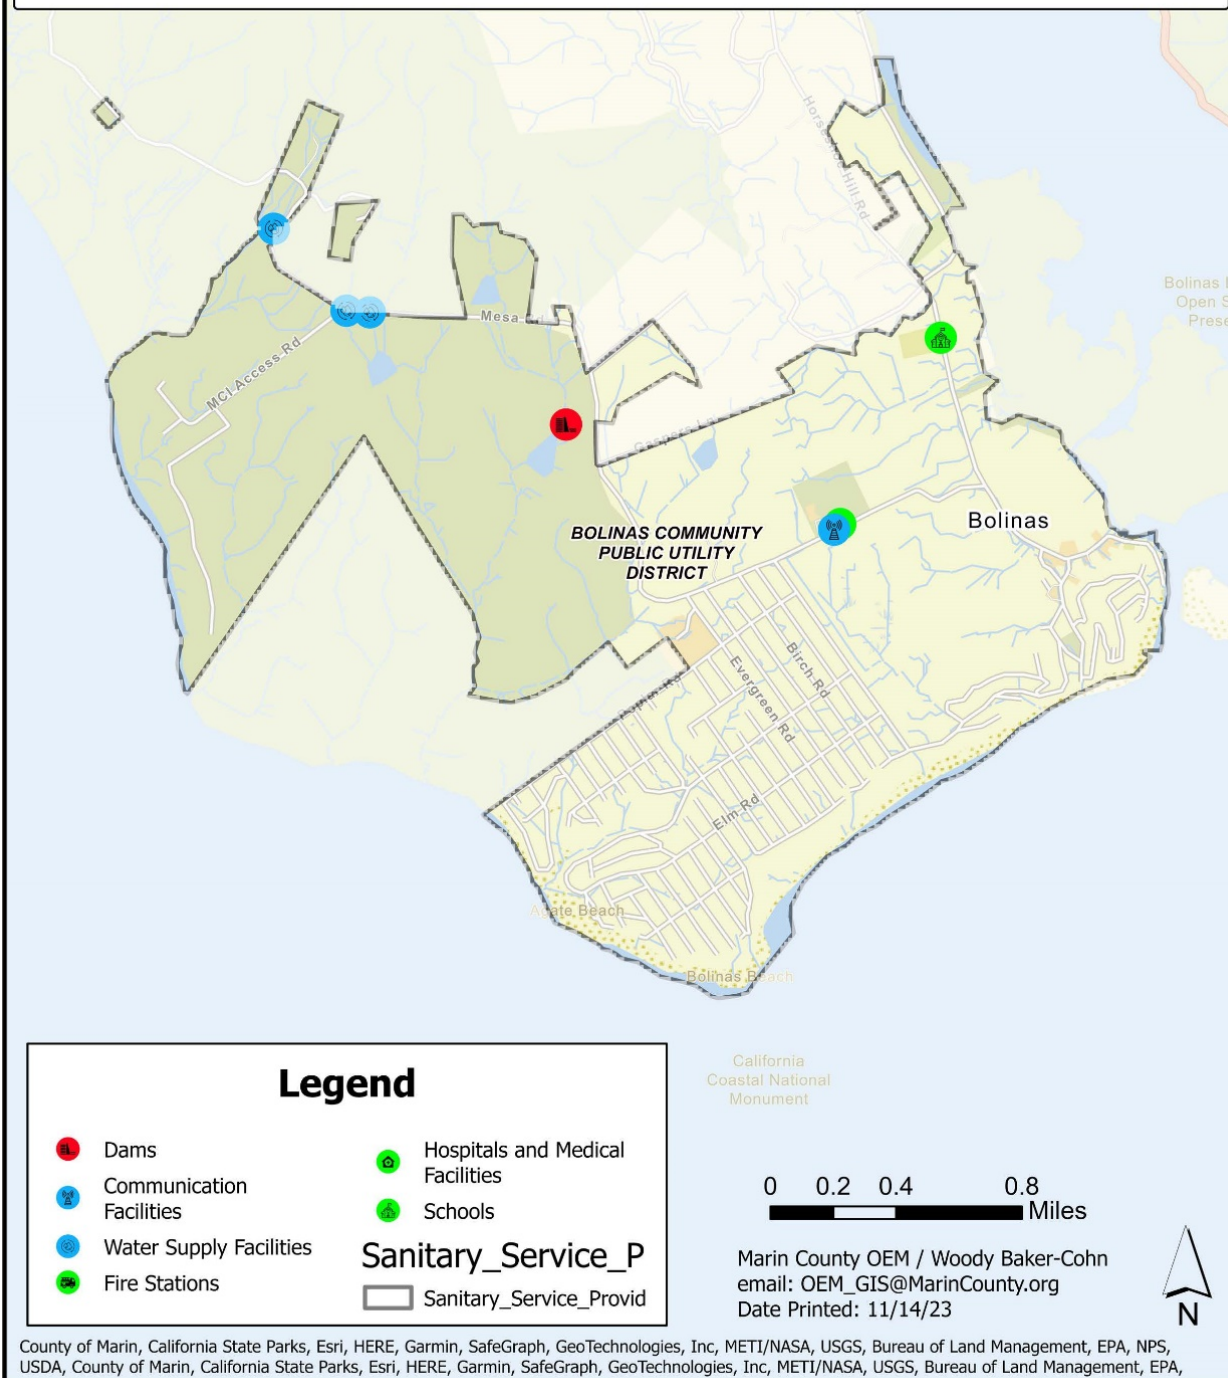 Horseshoe Hill Rd
Bolinas
Open S
Prese
Mesa Rd
MCI Access Rd
BOLINAS COMMUNITY
PUBLIC UTILITY
DISTRICT
Bolinas
Birch Rd
Evergreen Rd
Elm Rd
Agate Beach
Bolinas Beach
California
Coastal National
Monument
Legend
Dams
Communication
Facilities
Water Supply Facilities
Fire Stations
Hospitals and Medical
Facilities
Schools
Sanitary_Service_P
Sanitary_Service_Provid
0 0.2 0.4 0.8
Miles
Marin County OEM / Woody Baker-Cohn
email: OEM_GIS@MarinCounty.org
Date Printed: 11/14/23
N
County of Marin, California State Parks, Esri, HERE, Garmin, SafeGraph, GeoTechnologies, Inc, METI/NASA, USGS, Bureau of Land Management, EPA, NPS,
USDA, County of Marin, California State Parks, Esri, HERE, Garmin, SafeGraph, GeoTechnologies, Inc, METI/NASA, USGS, Bureau of Land Management, EPA,